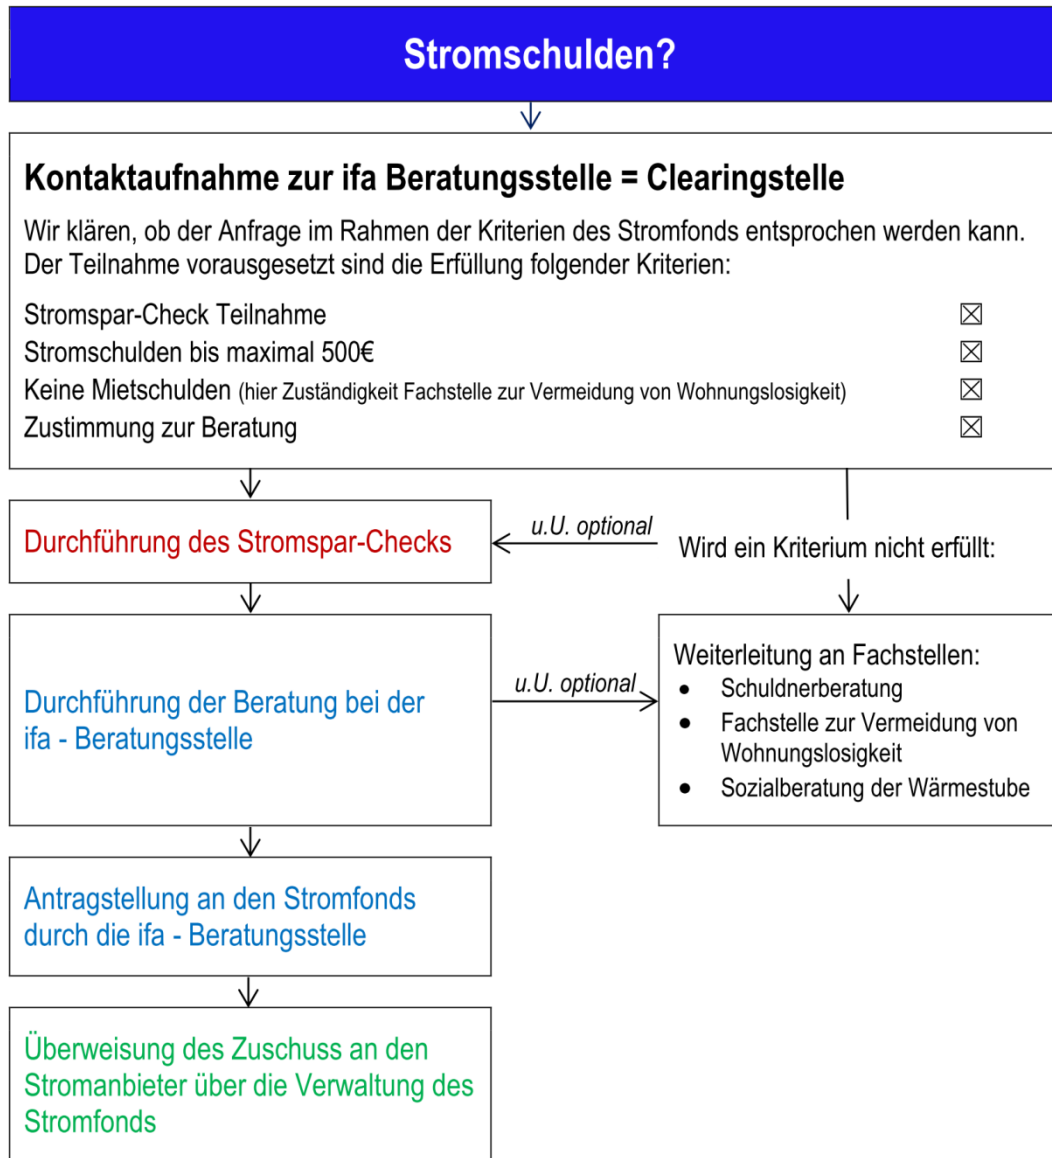 Stromschulden?
Kontaktaufnahme zur ifa Beratungsstelle = Clearingstelle
Wir klären, ob der Anfrage im Rahmen der Kriterien des Stromfonds entsprochen werden kann.
Der Teilnahme vorausgesetzt sind die Erfüllung folgender Kriterien:
Stromspar-Check Teilnahme ☒
Stromschulden bis maximal 500€ ☒
Keine Mietschulden (hier Zuständigkeit Fachstelle zur Vermeidung von Wohnungslosigkeit) ☒
Zustimmung zur Beratung ☒
Durchführung des Stromspar-Checks
u.U. optional
Wird ein Kriterium nicht erfüllt:
Durchführung der Beratung bei der
ifa - Beratungsstelle
u.U. optional
Weiterleitung an Fachstellen:
• Schuldnerberatung
• Fachstelle zur Vermeidung von
Wohnungslosigkeit
• Sozialberatung der Wärmestube
Antragstellung an den Stromfonds
durch die ifa - Beratungsstelle
Überweisung des Zuschuss an den
Stromanbieter über die Verwaltung des
Stromfonds